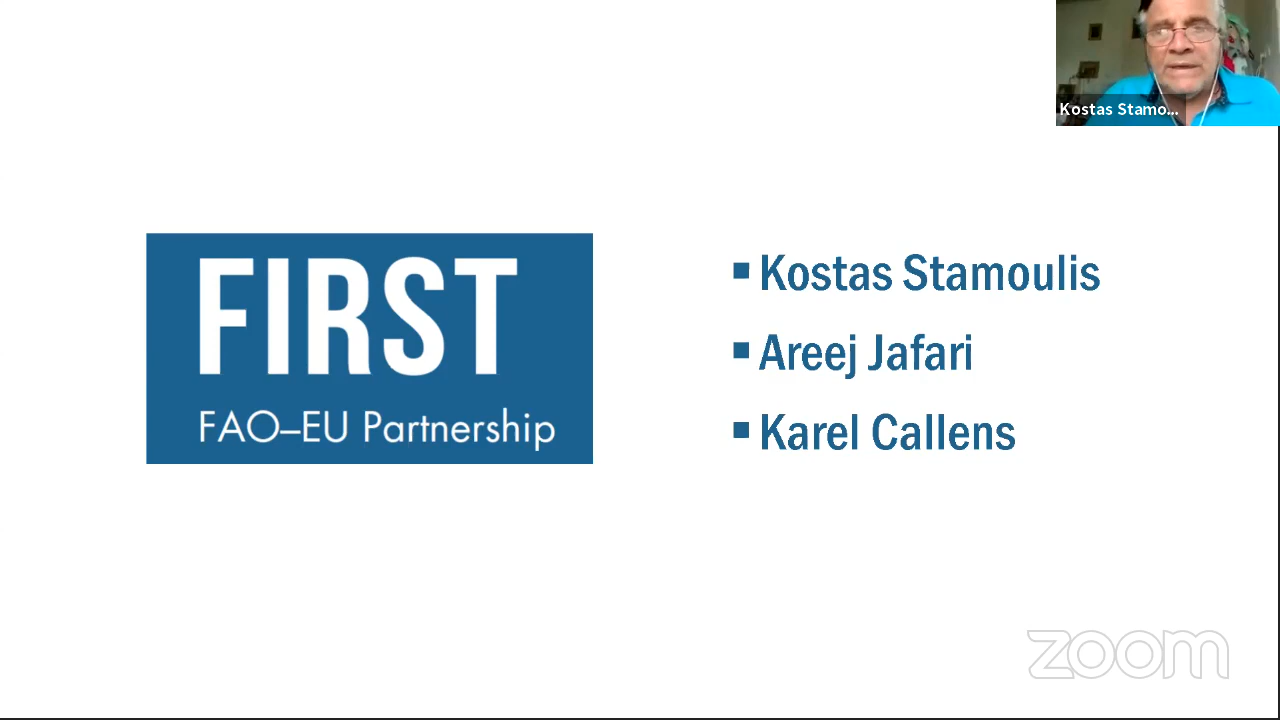 Kostas Stamo...
FIRST
FAO–EU Partnership
▪ Kostas Stamoulis
▪ Areej Jafari
▪ Karel Callens
zoom